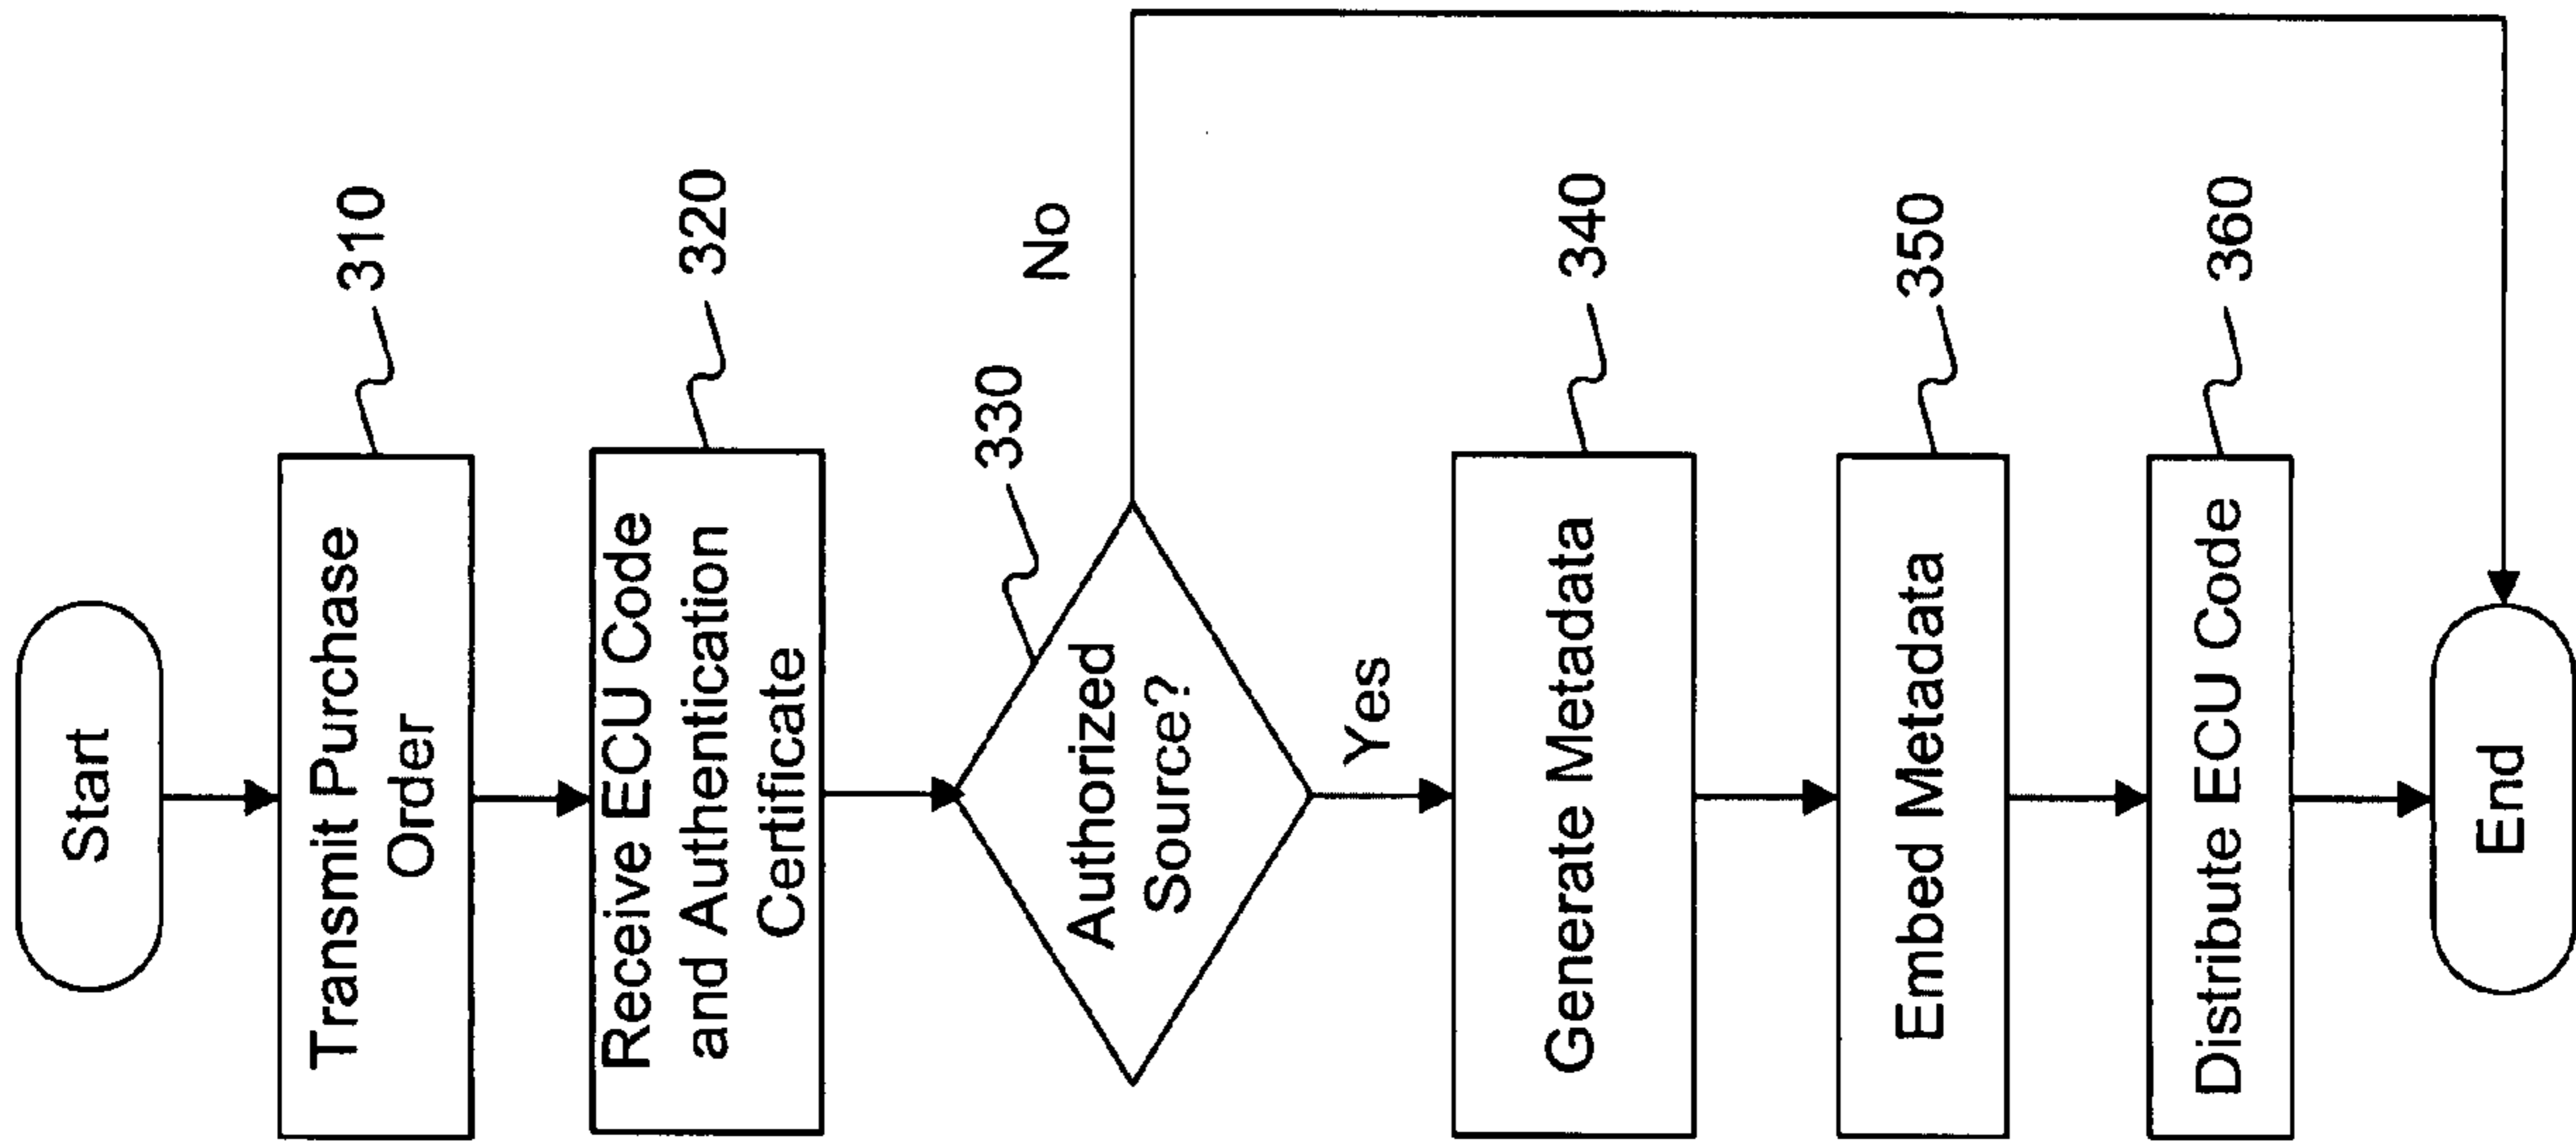 Start
Transmit Purchase
Order
310
Receive ECU Code
and Authentication
Certificate
320
Authorized
Source?
330
No
Yes
Generate Metadata
340
Embed Metadata
350
Distribute ECU Code
360
End